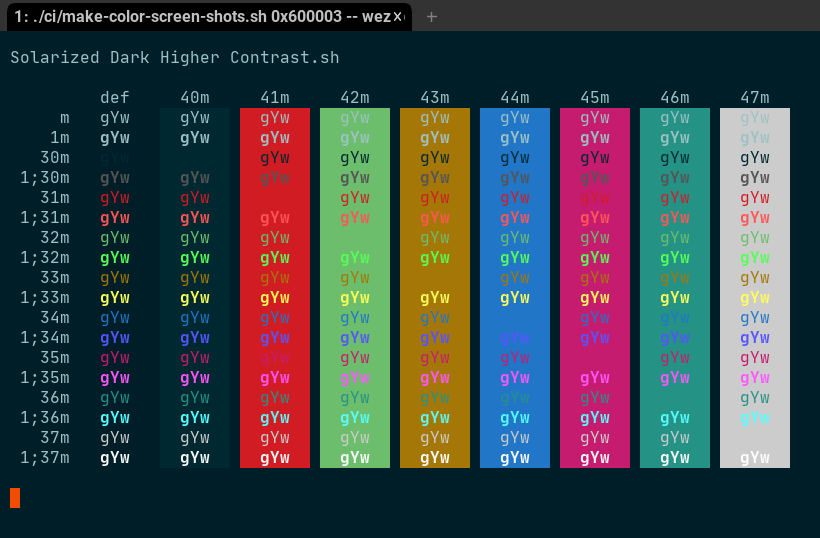 1: ./ci/make-color-screen-shots.sh 0x600003 -- wez
Solarized Dark Higher Contrast.sh
def 40m 41m 42m 43m 44m 45m 46m 47m
m gYw gYw gYw gYw gYw gYw gYw gYw gYw
1m gYw gYw gYw gYw gYw gYw gYw gYw gYw
30m gYw gYw gYw gYw gYw gYw gYw gYw
1;30m gYw gYw gYw gYw gYw gYw gYw gYw gYw
31m gYw gYw gYw gYw gYw gYw gYw gYw
1;31m gYw gYw gYw gYw gYw gYw gYw gYw gYw
32m gYw gYw gYw gYw gYw gYw gYw gYw
1;32m gYw gYw gYw gYw gYw gYw gYw gYw gYw
33m gYw gYw gYw gYw gYw gYw gYw gYw
1;33m gYw gYw gYw gYw gYw gYw gYw gYw gYw
34m gYw gYw gYw gYw gYw gYw gYw gYw
1;34m gYw gYw gYw gYw gYw gYw gYw gYw gYw
35m gYw gYw gYw gYw gYw gYw gYw gYw
1;35m gYw gYw gYw gYw gYw gYw gYw gYw gYw
36m gYw gYw gYw gYw gYw gYw gYw gYw
1;36m gYw gYw gYw gYw gYw gYw gYw gYw gYw
37m gYw gYw gYw gYw gYw gYw gYw gYw
1;37m gYw gYw gYw gYw gYw gYw gYw gYw gYw